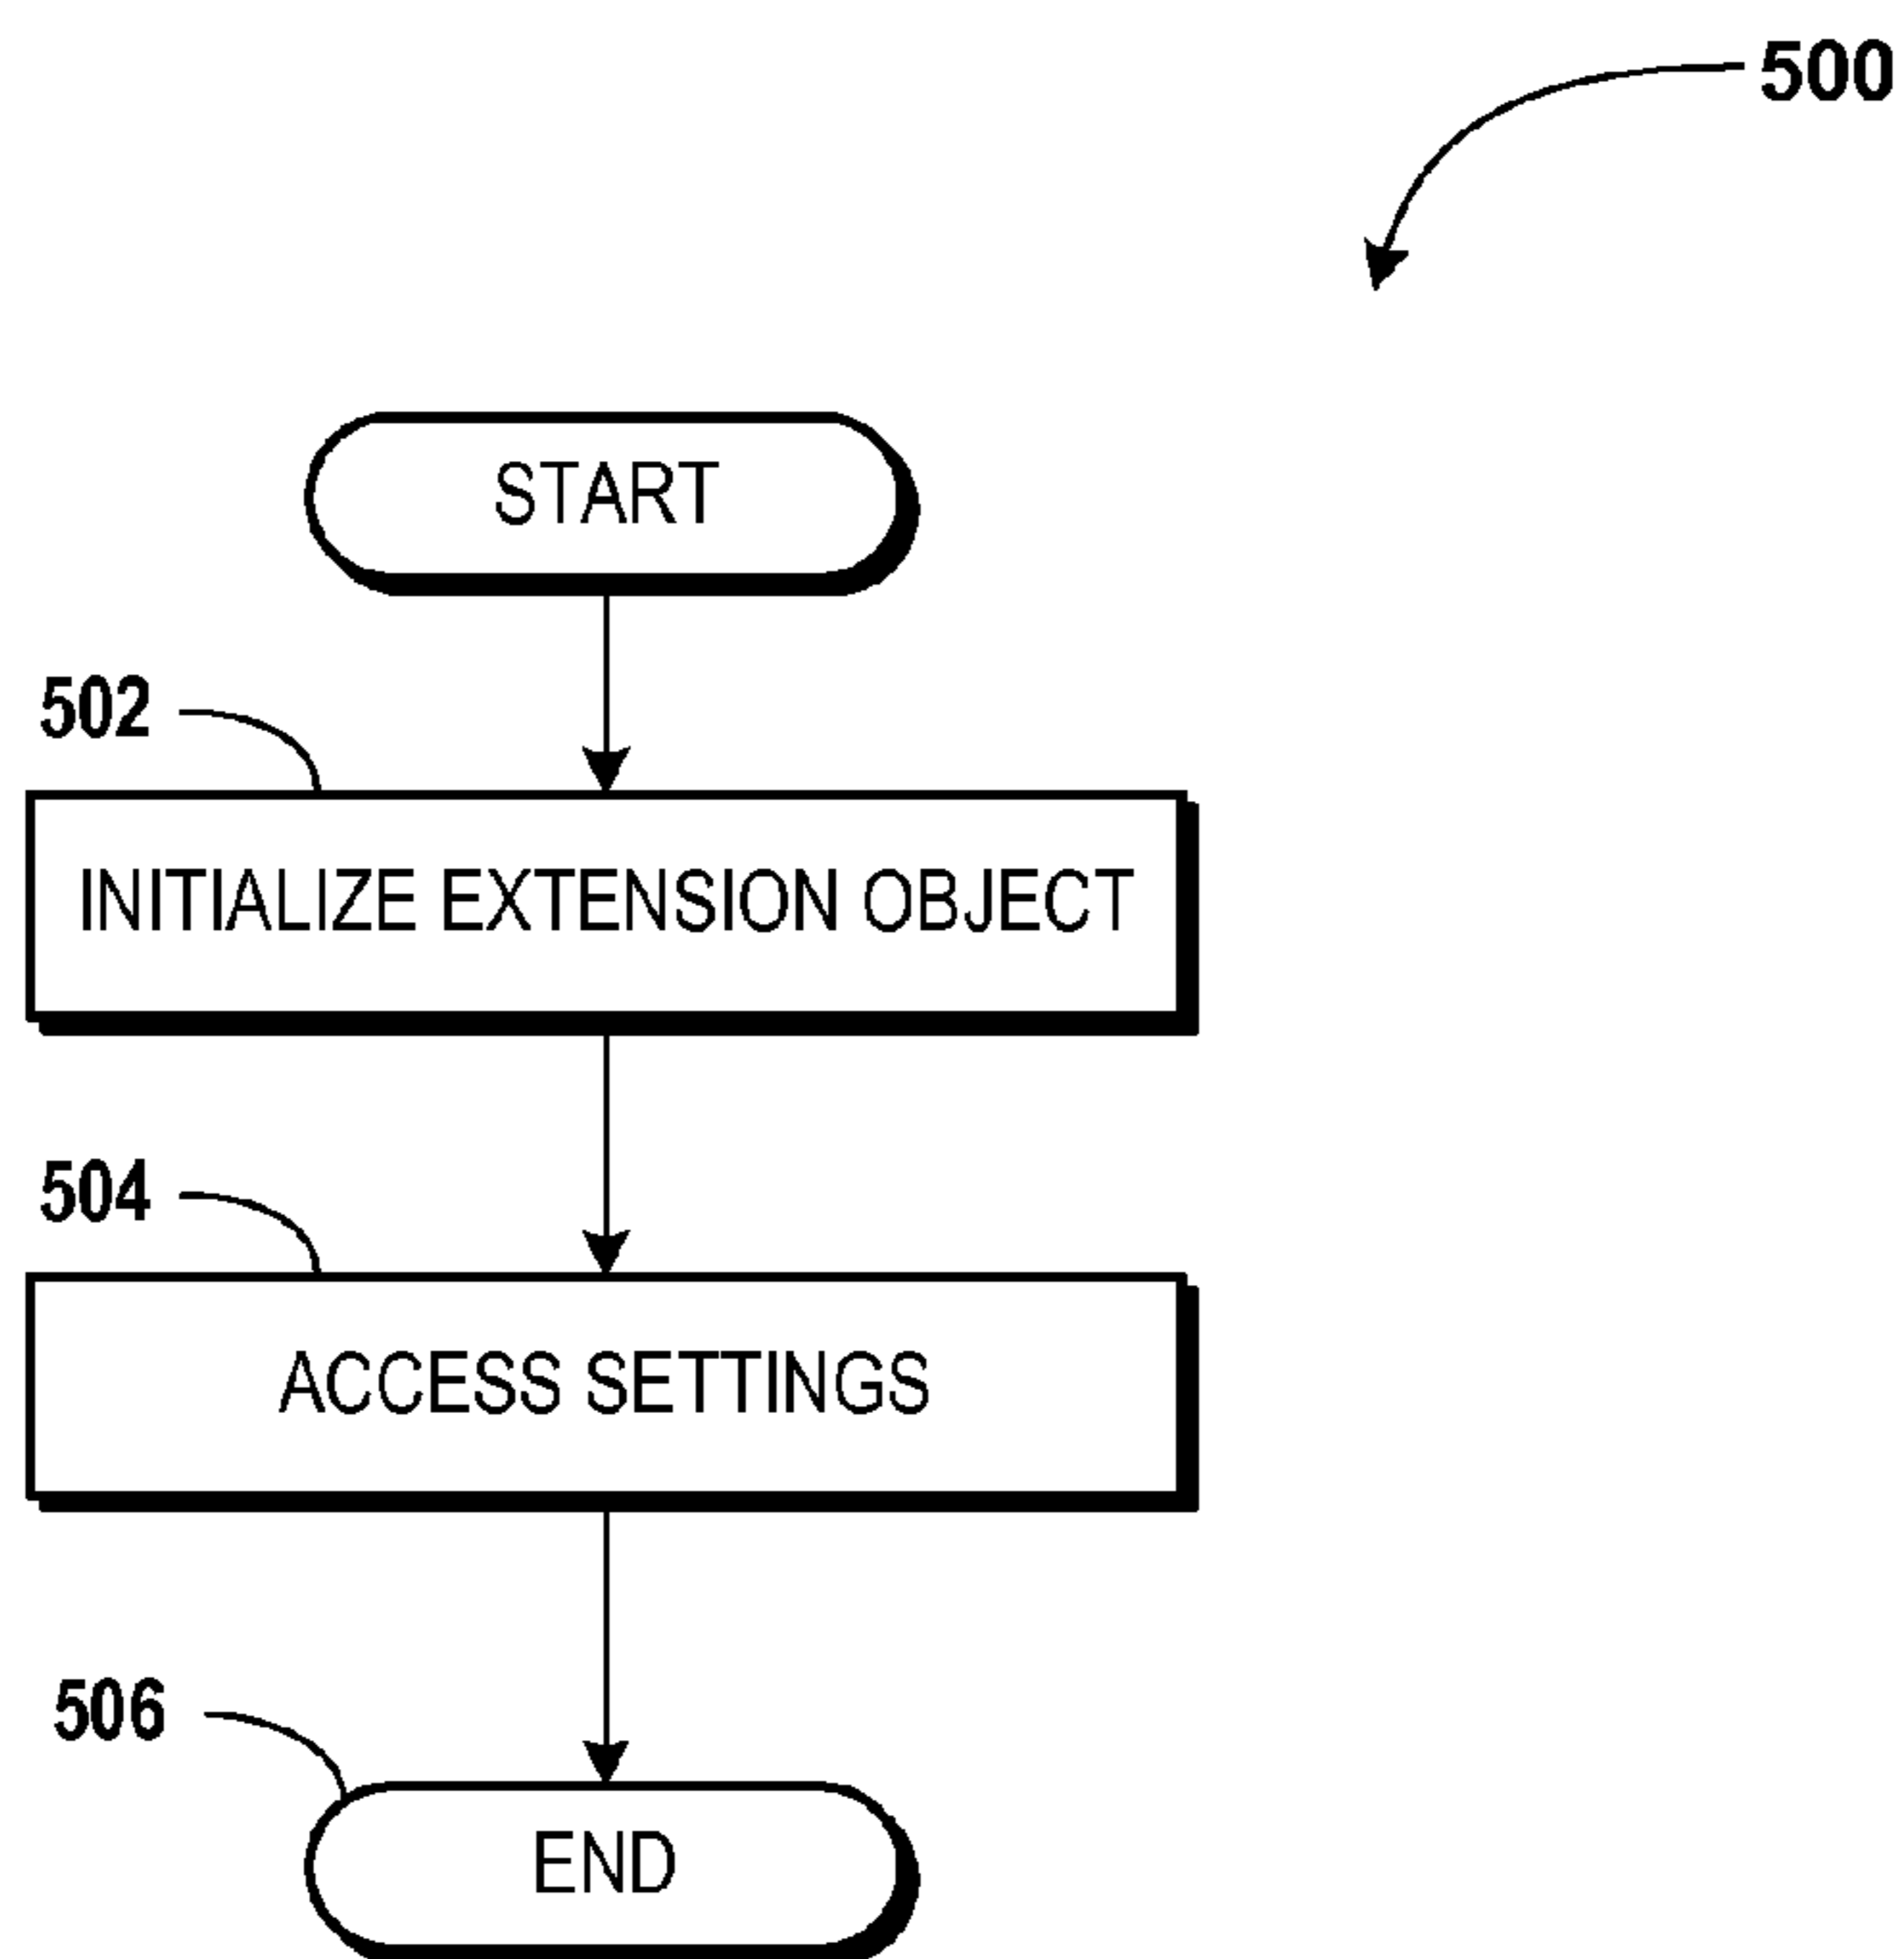 500
START
502
INITIALIZE EXTENSION OBJECT
504
ACCESS SETTINGS
506
END